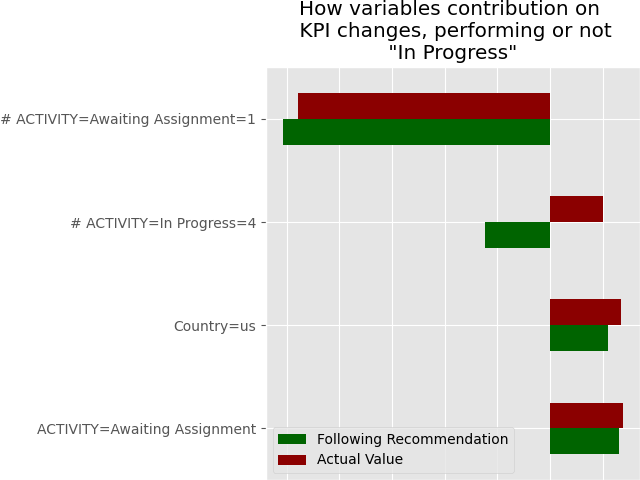 How variables contribution on
KPI changes, performing or not
"In Progress"
# ACTIVITY=Awaiting Assignment=1
# ACTIVITY=In Progress=4
Country=us
ACTIVITY=Awaiting Assignment
Following Recommendation
Actual Value